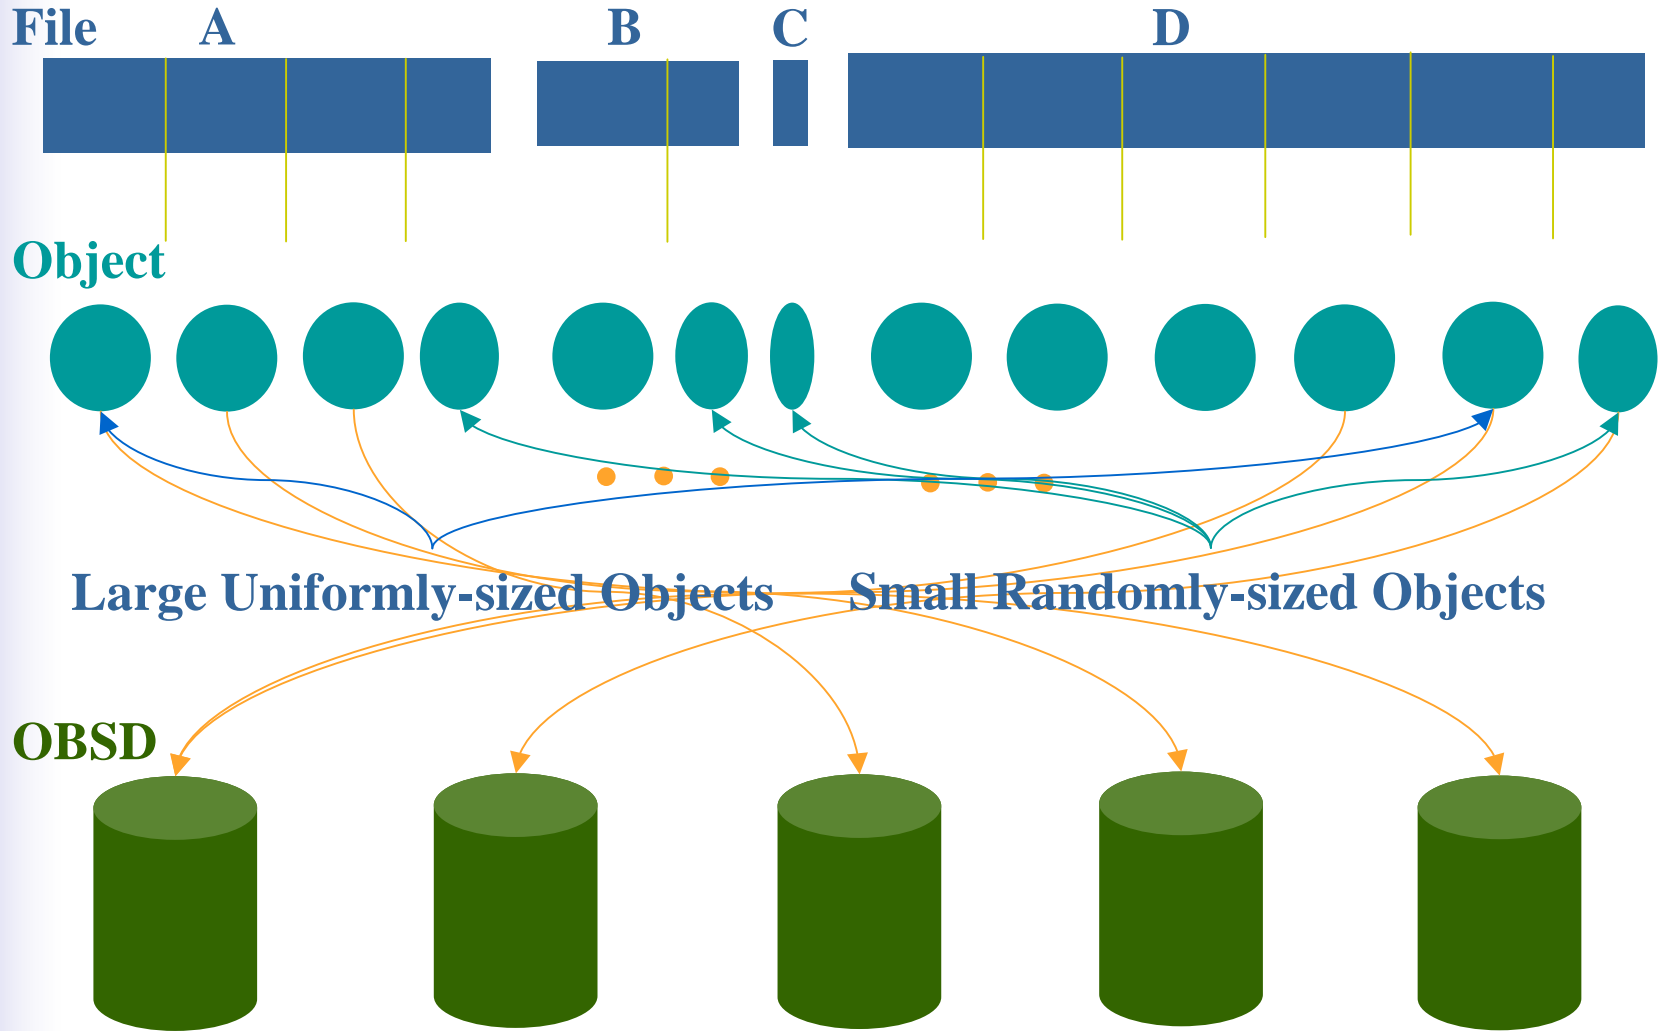 File A B C D
Object
Large Uniformly-sized Objects Small Randomly-sized Objects
OBSD